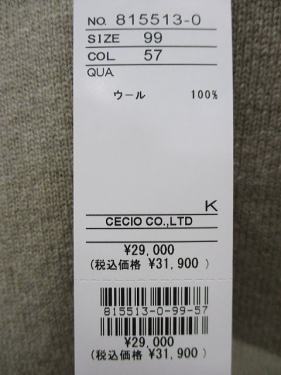 NO. 815513-0
SIZE 99
COL 57
QUA
ウール 100%
K
CECIO CO.,LTD
¥29,000
(税込価格 ¥31,900 )
815513-0-99-57
¥29,000
(税込価格 ¥31,900 )